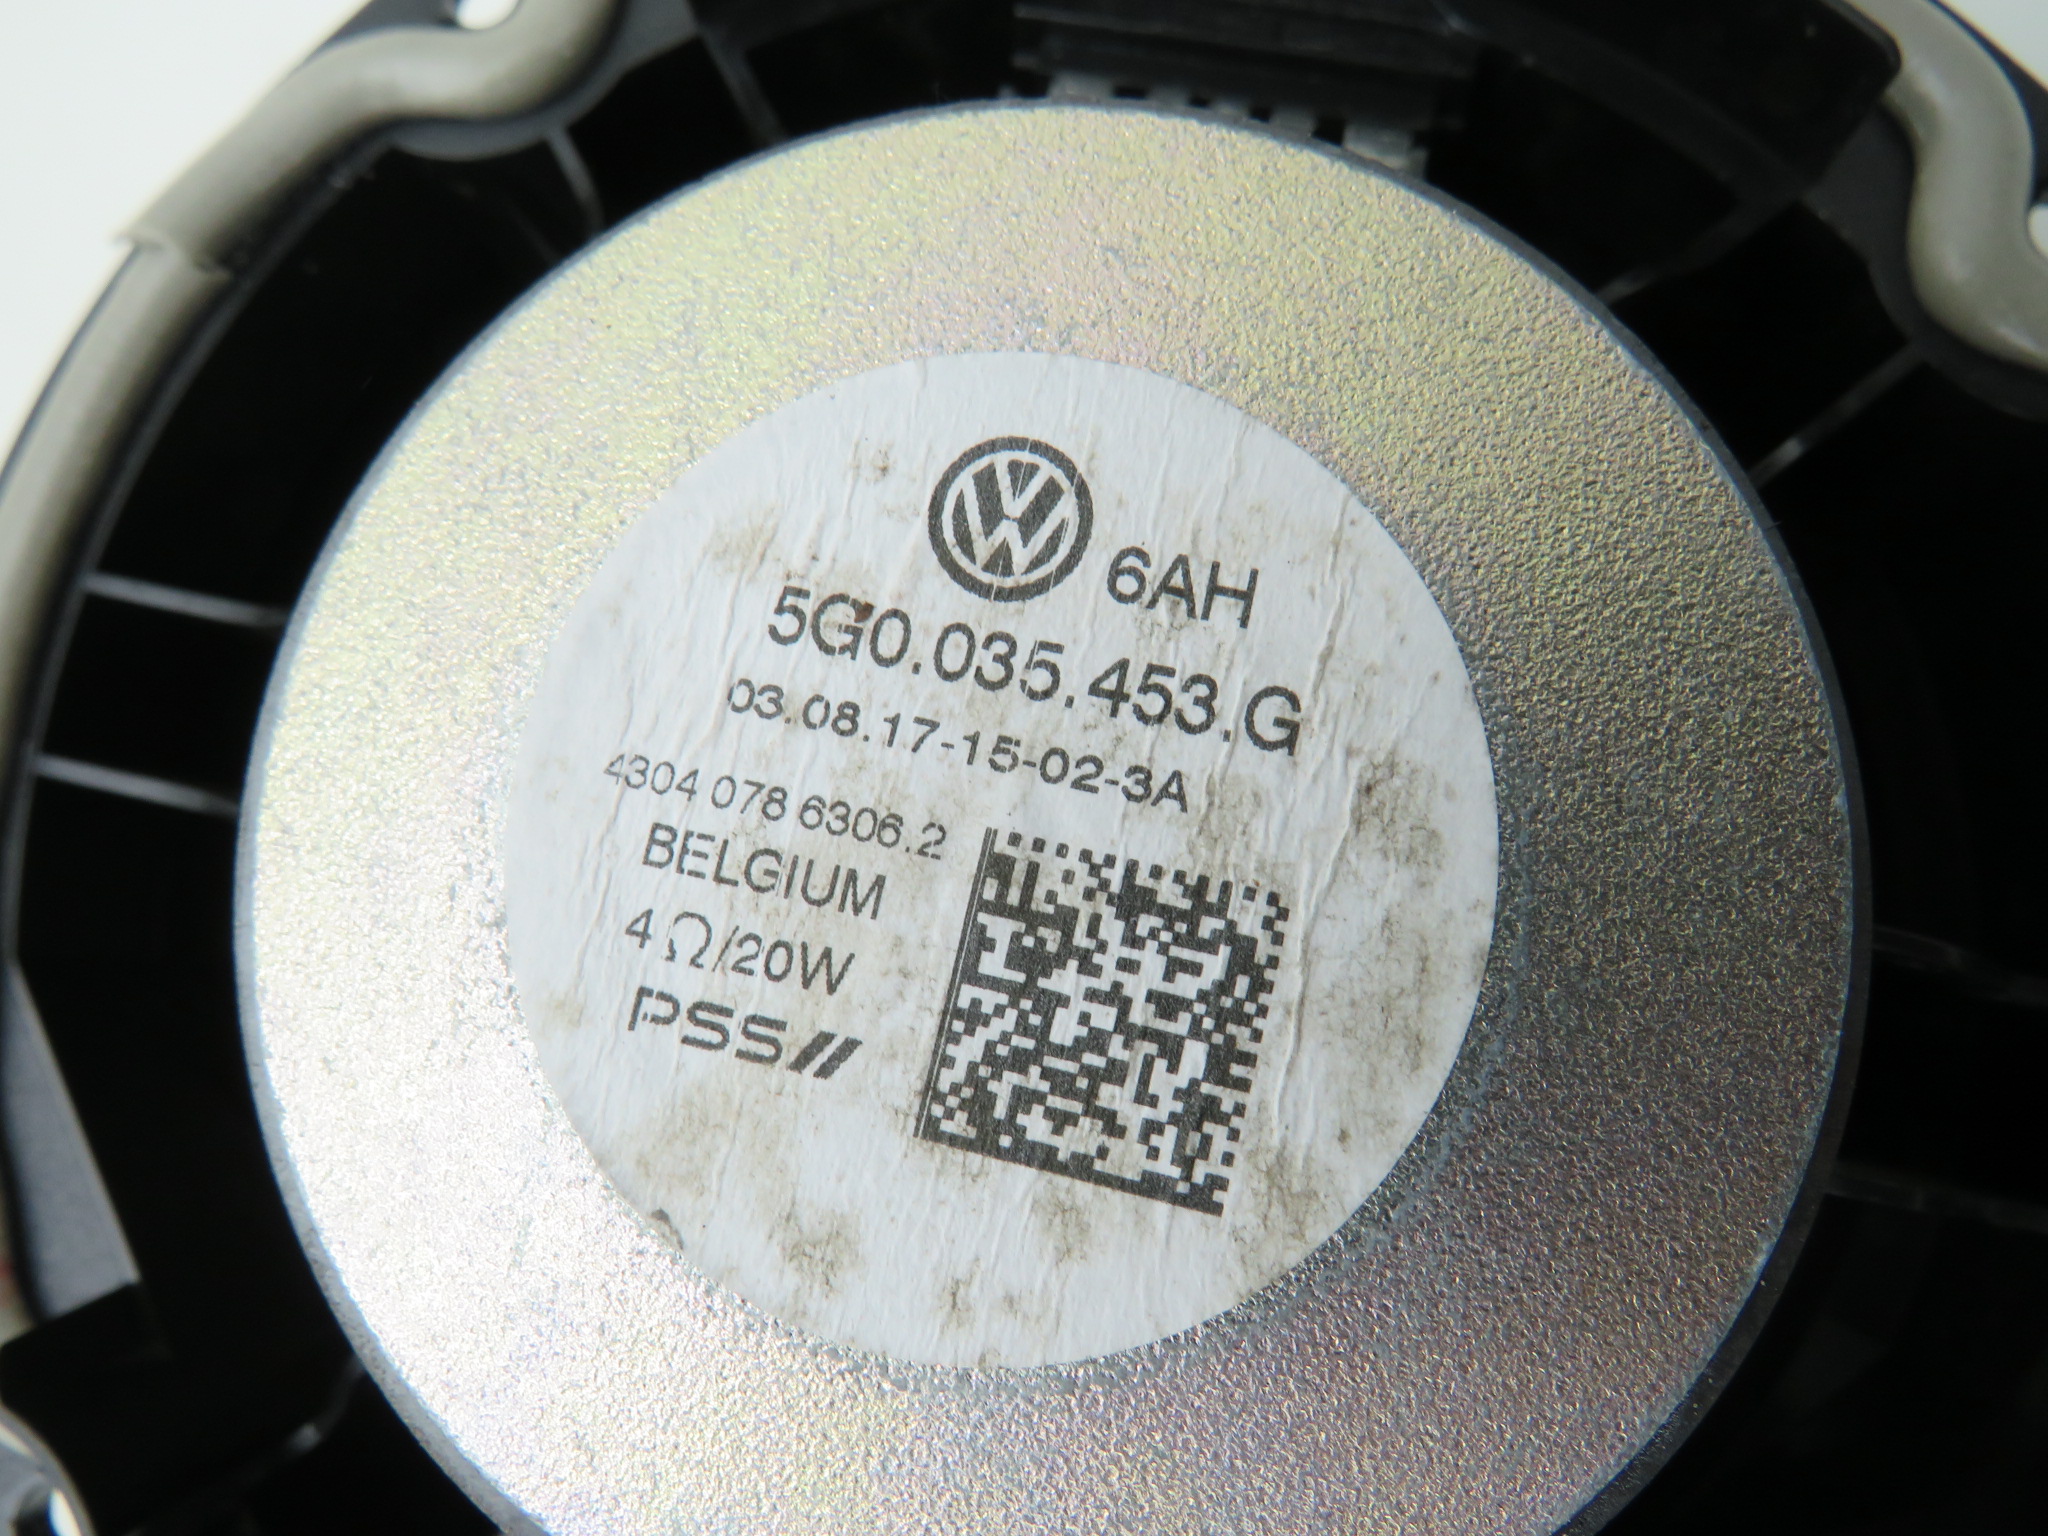 6AH
5G0.035.453.G
03.08.17-15-02-3A
4304 078 6306.2
BELGIUM
4Ω/20W
PSS//